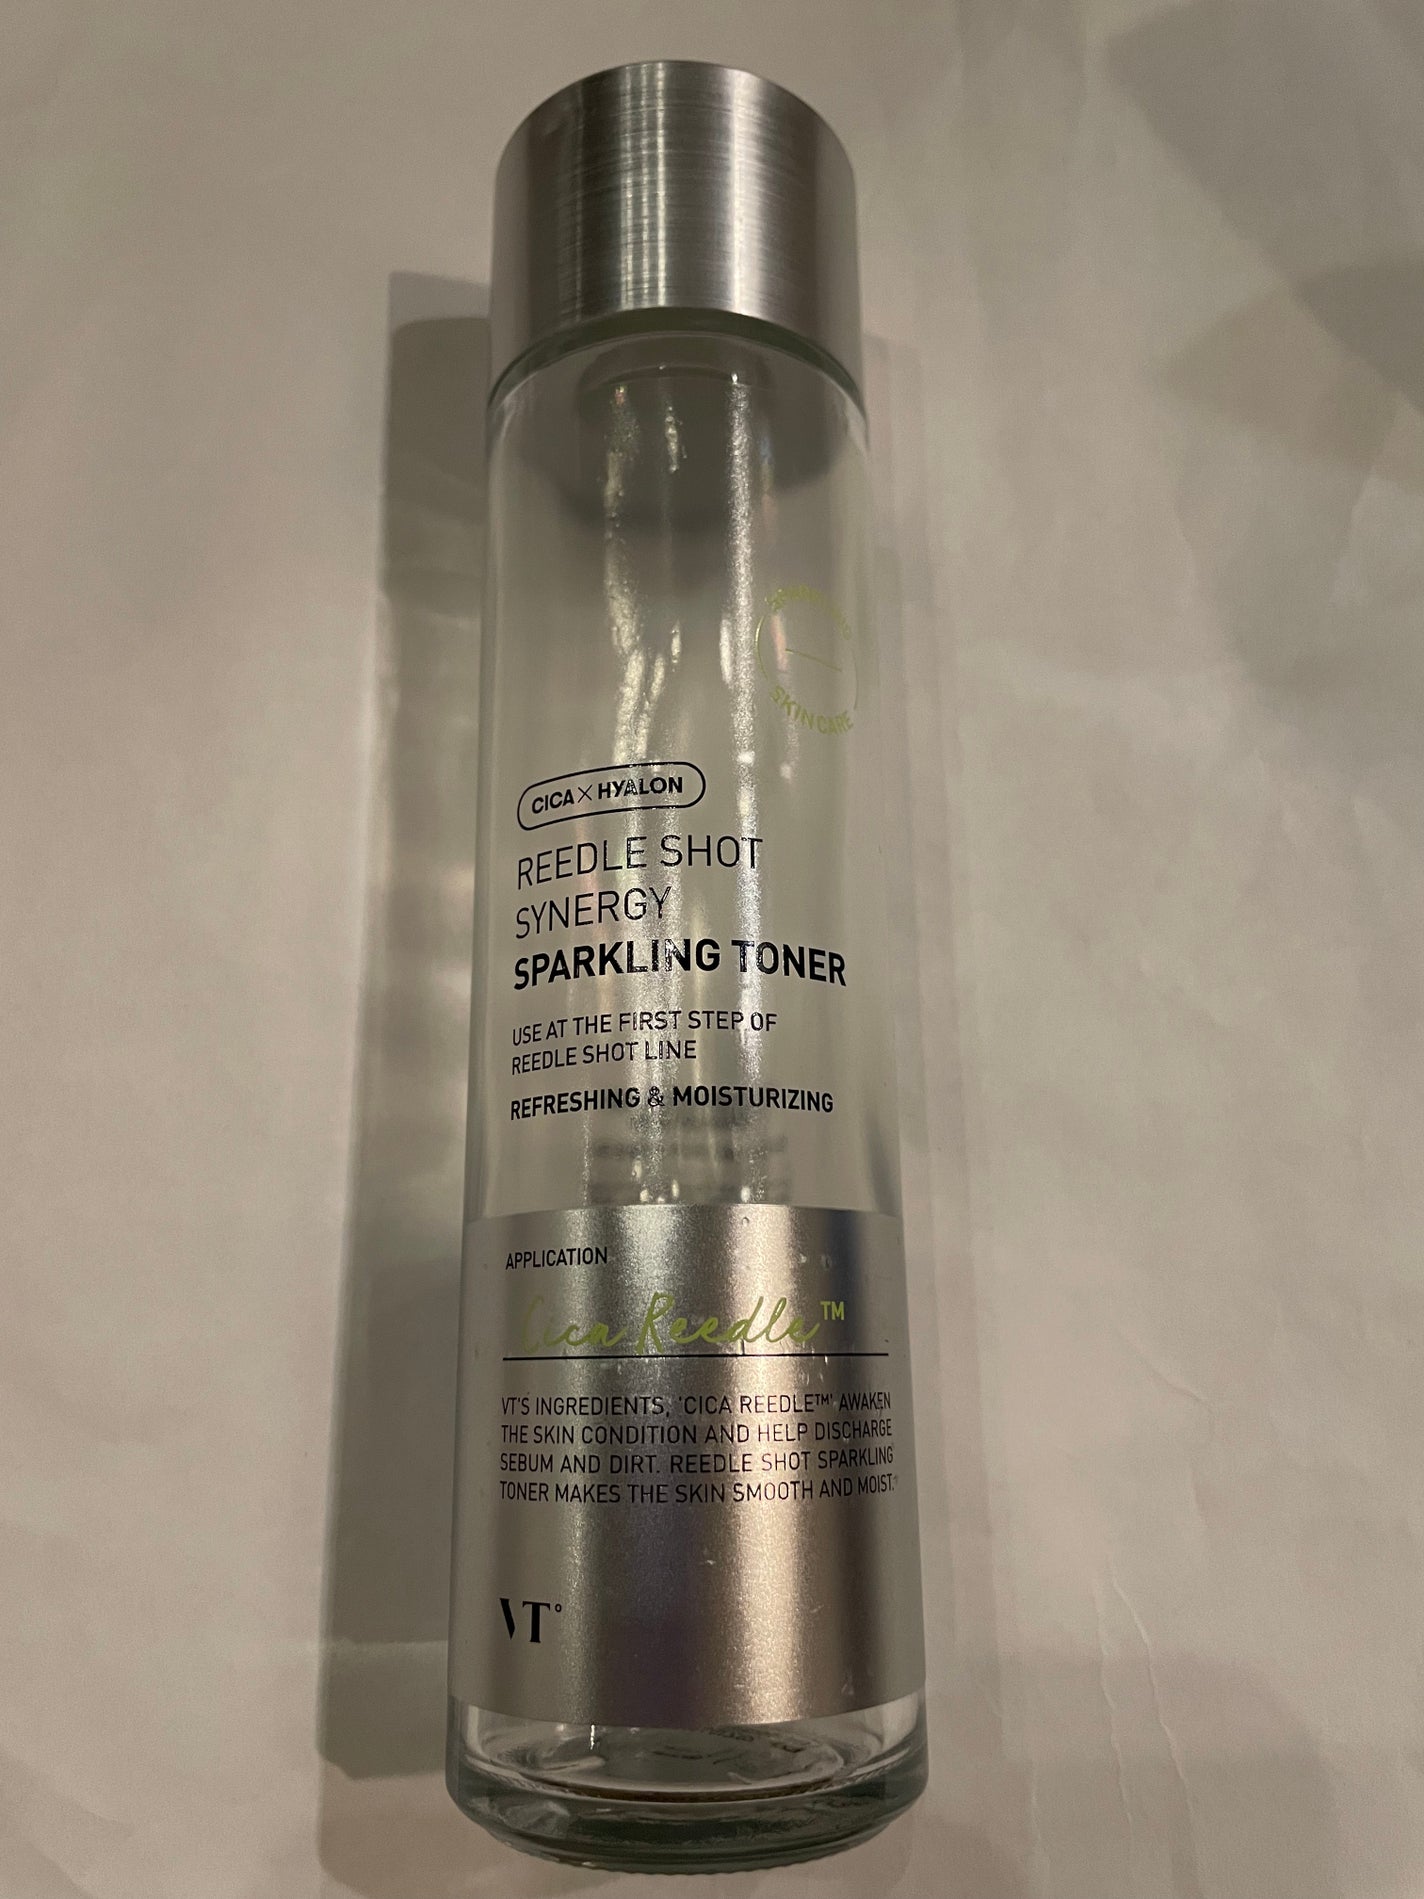 SKINCARE
CICA×HYALON
REEDLE SHOT
SYNERGY
SPARKLING TONER
USE AT THE FIRST STEP OF
REEDLE SHOT LINE
REFRESHING & MOISTURIZING
APPLICATION
Cica Reedle™
VT'S INGREDIENTS, 'CICA REEDLE™' AWAKEN
THE SKIN CONDITION AND HELP DISCHARGE
SEBUM AND DIRT. REEDLE SHOT SPARKLING
TONER MAKES THE SKIN SMOOTH AND MOIST.
VT°